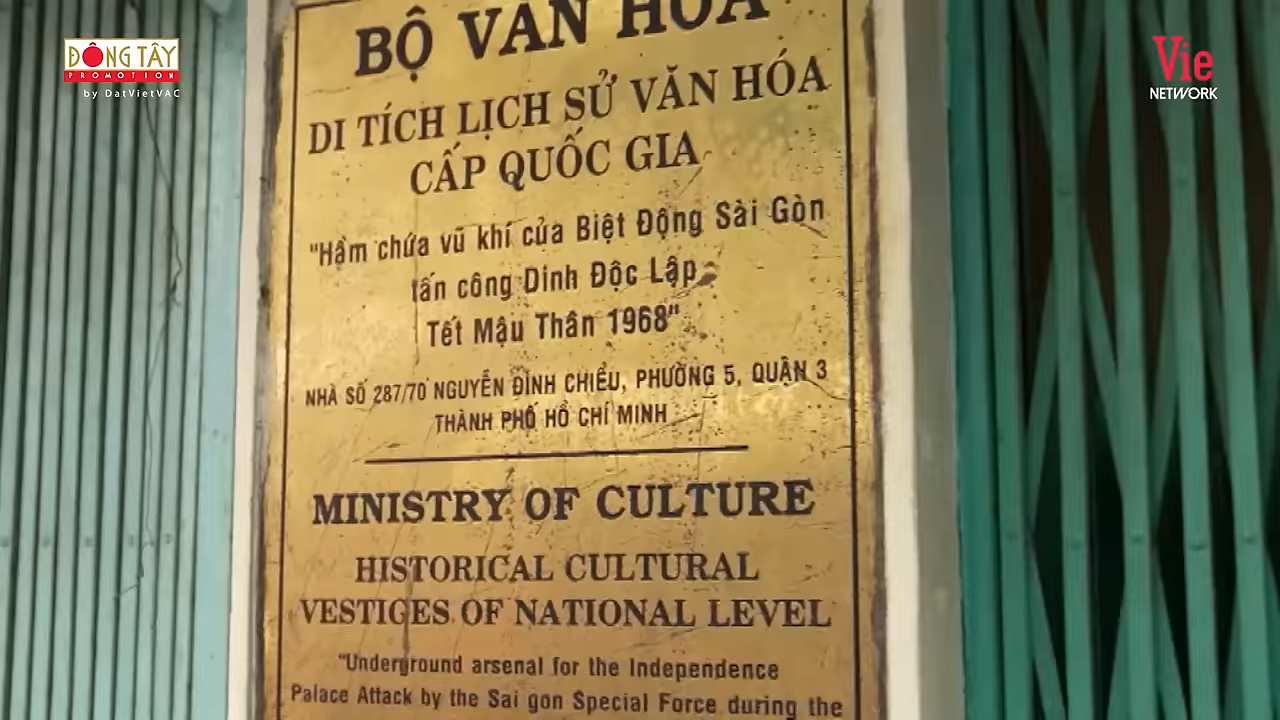 ĐÔNG TÂY
PROMOTION
by DatVietVAC
Vie
NETWORK
BỘ VĂN HÓA
DI TÍCH LỊCH SỬ VĂN HÓA
CẤP QUỐC GIA
"Hầm chứa vũ khí của Biệt Động Sài Gòn
tấn công Dinh Độc Lập
Tết Mậu Thân 1968"
NHÀ SỐ 287/70 NGUYỄN ĐÌNH CHIỂU, PHƯỜNG 5, QUẬN 3
THÀNH PHỐ HỒ CHÍ MINH
MINISTRY OF CULTURE
HISTORICAL CULTURAL
VESTIGES OF NATIONAL LEVEL
"Underground arsenal for the Independence
Palace Attack by the Sai gon Special Force during the